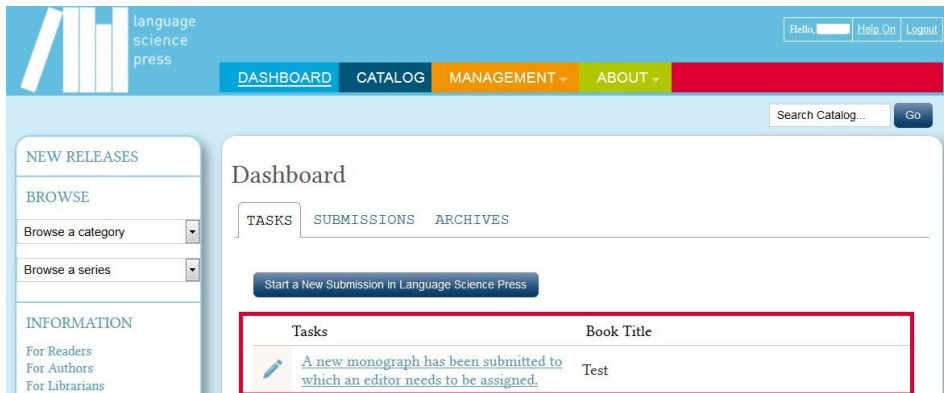 language
science
press
Hello, Help On Logout
DASHBOARD CATALOG MANAGEMENT ABOUT
Search Catalog... Go
NEW RELEASES
BROWSE
Browse a category
Browse a series
INFORMATION
For Readers
For Authors
For Librarians
Dashboard
TASKS SUBMISSIONS ARCHIVES
Start a New Submission in Language Science Press
Tasks Book Title
A new monograph has been submitted to
which an editor needs to be assigned.
Test